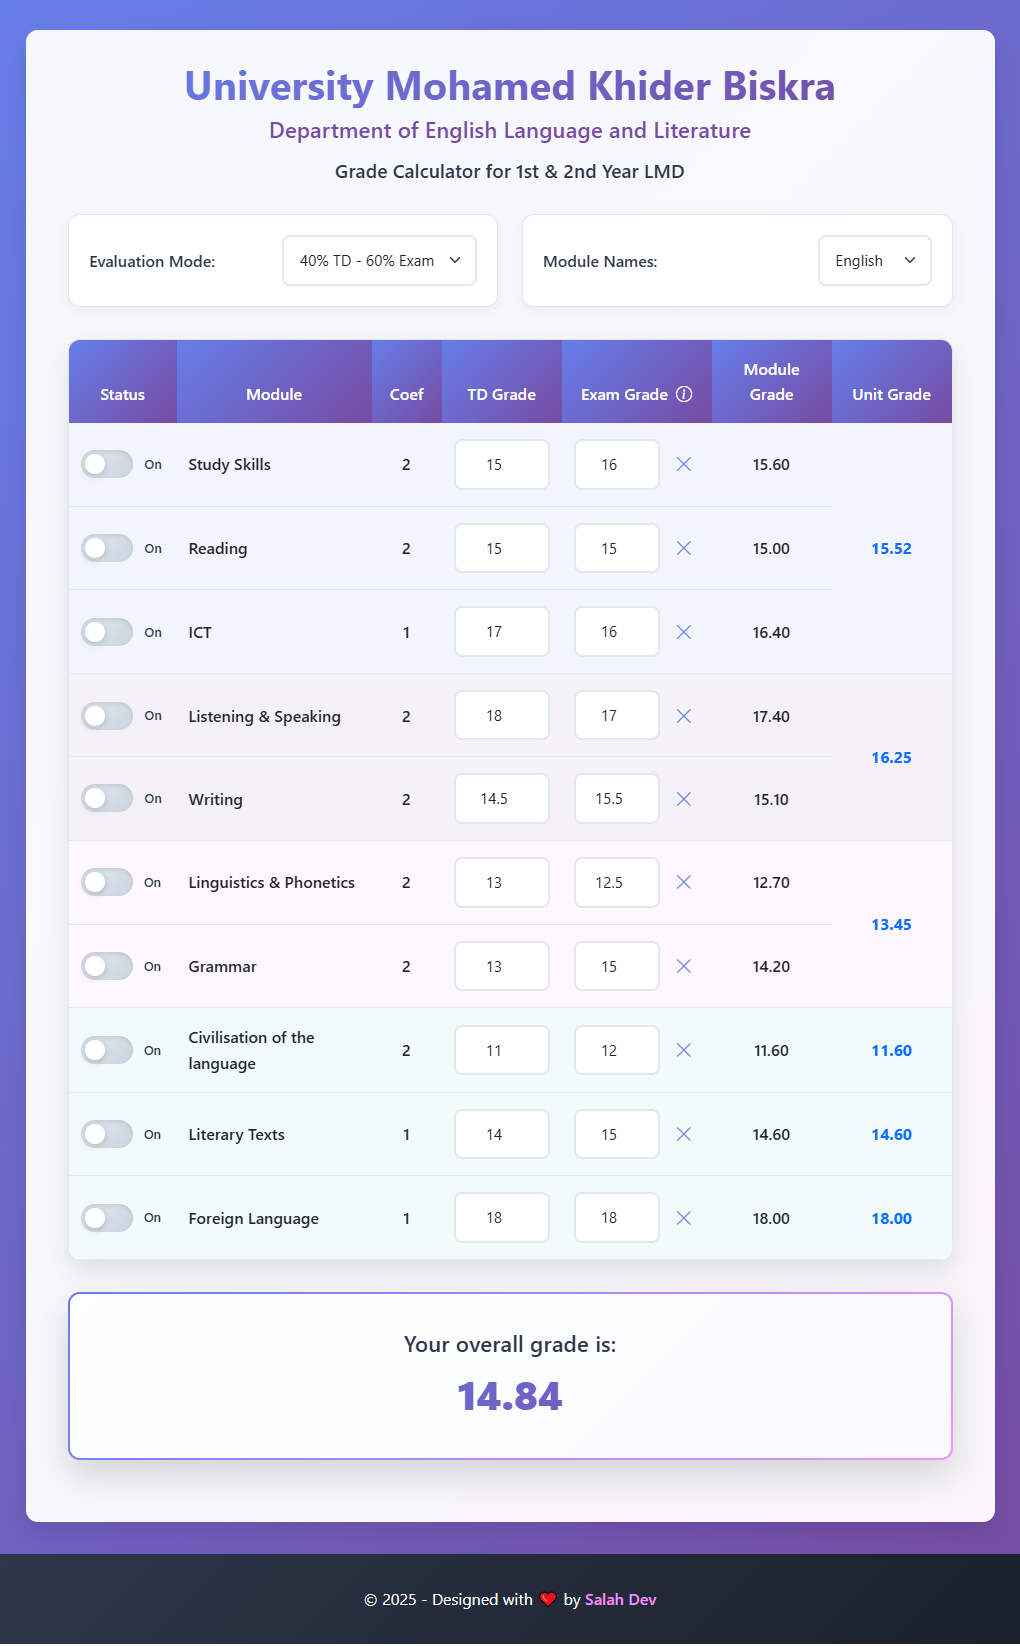 University Mohamed Khider Biskra
Department of English Language and Literature
Grade Calculator for 1st & 2nd Year LMD
Evaluation Mode: 40% TD - 60% Exam
Module Names: English
Status Module Coef TD Grade Exam Grade Module Grade Unit Grade
On Study Skills 2 15 16 15.60
On Reading 2 15 15 15.00 15.52
On ICT 1 17 16 16.40
On Listening & Speaking 2 18 17 17.40
16.25
On Writing 2 14.5 15.5 15.10
On Linguistics & Phonetics 2 13 12.5 12.70
13.45
On Grammar 2 13 15 14.20
On Civilisation of the language 2 11 12 11.60 11.60
On Literary Texts 1 14 15 14.60 14.60
On Foreign Language 1 18 18 18.00 18.00
Your overall grade is:
14.84
© 2025 - Designed with ❤️ by Salah Dev